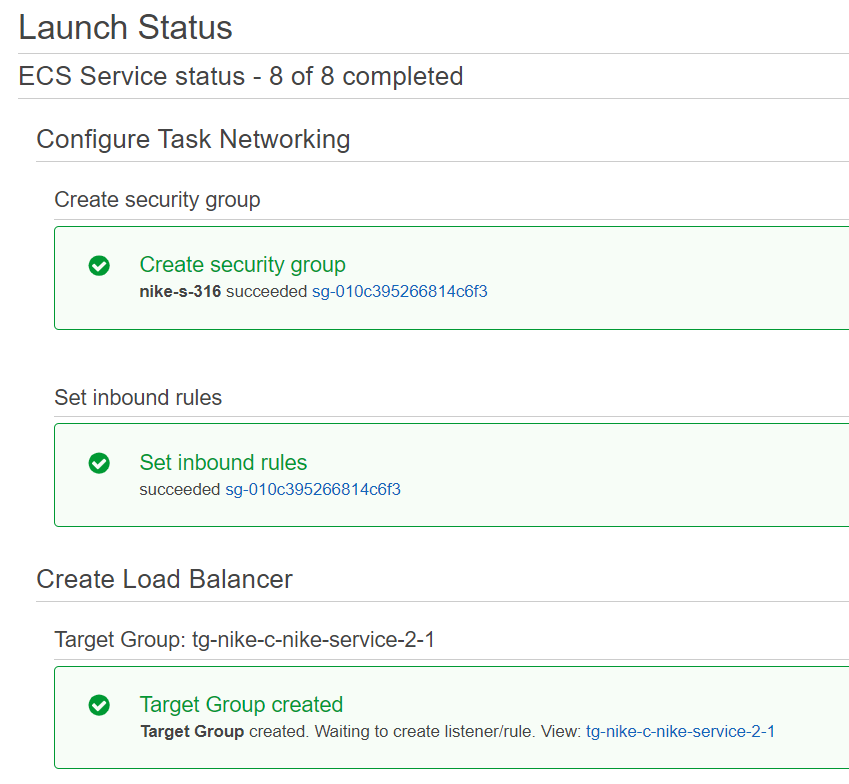 Launch Status
ECS Service status - 8 of 8 completed
Configure Task Networking
Create security group
Create security group
nike-s-316 succeeded sg-010c395266814c6f3
Set inbound rules
Set inbound rules
succeeded sg-010c395266814c6f3
Create Load Balancer
Target Group: tg-nike-c-nike-service-2-1
Target Group created
Target Group created. Waiting to create listener/rule. View: tg-nike-c-nike-service-2-1